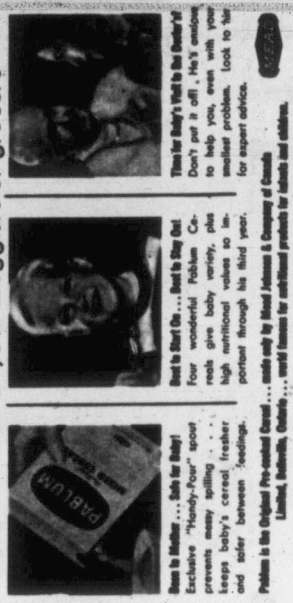 PABLUM
Easy to Mother . . . Safe for Baby!
Exclusive "Handy-Pour" spout
prevents messy spilling . . .
keeps baby's cereal fresher
and safer between feedings.
Best to Start On . . . Best to Stay On!
Four wonderful Pablum Ce-
reals give baby variety, plus
high nutritional values so im-
portant through his third year.
Time for Baby's Visit to the Doctor's?
Don't put it off! He's anxious
to help you, even with your
smallest problem. Look to him
for expert advice.
MEAD
Pablum is the Original Pre-cooked Cereal . . . made only by Mead Johnson & Company of Canada
Limited, Belleville, Ontario . . . world famous for nutritional products for infants and children.